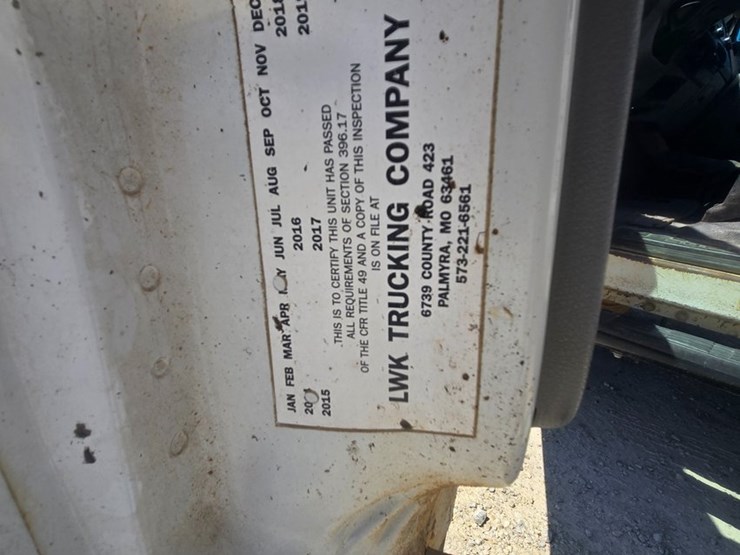 JAN FEB MAR APR JUN JUL AUG SEP OCT NOV DEC
2016
2015 2017
THIS IS TO CERTIFY THIS UNIT HAS PASSED
ALL REQUIREMENTS OF SECTION 396.17
OF THE CFR TITLE 49 AND A COPY OF THIS INSPECTION
IS ON FILE AT
LWK TRUCKING COMPANY
6739 COUNTY ROAD 423
PALMYRA, MO 63461
573-221-6561